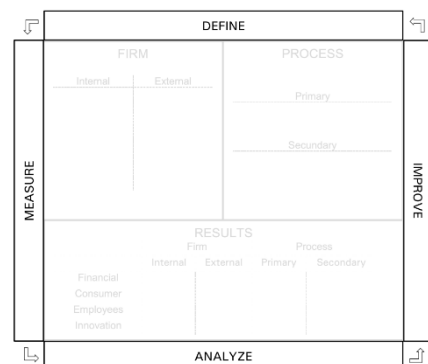 DEFINE
FIRM
PROCESS
Internal External
Primary
Secundary
MEASURE
IMPROVE
RESULTS
Firm Process
Internal External Primary Secondary
Financial
Consumer
Employees
Innovation
ANALYZE